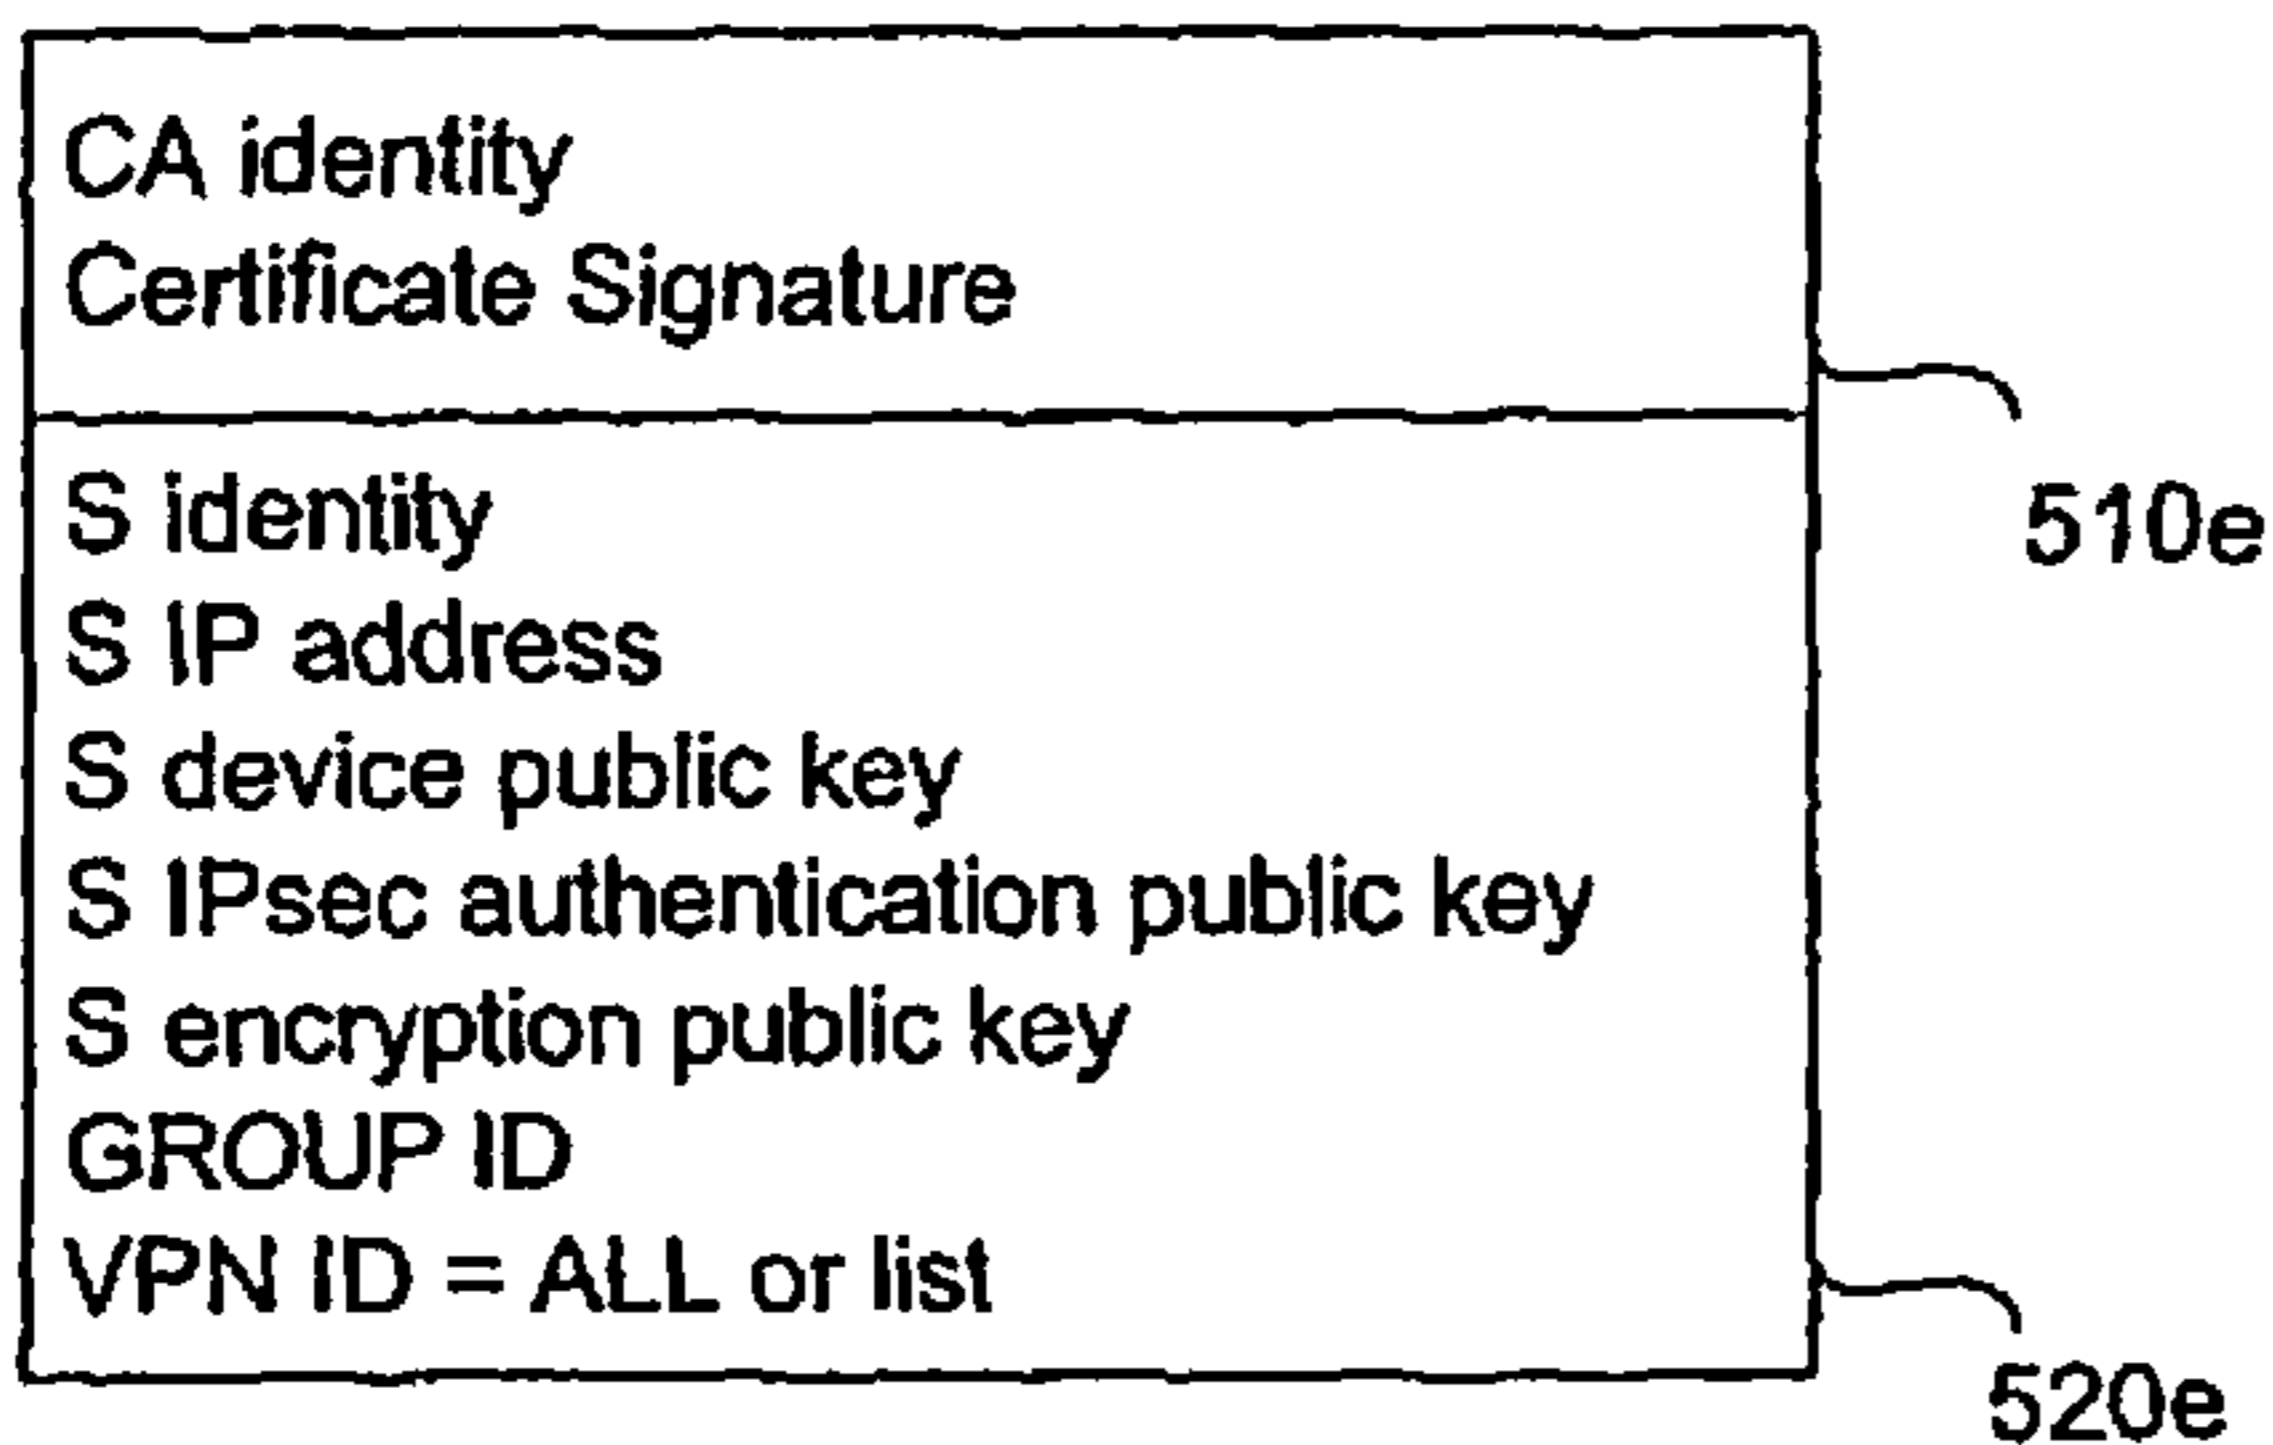 CA identity
Certificate Signature
510e
S identity
S IP address
S device public key
S IPsec authentication public key
S encryption public key
GROUP ID
VPN ID = ALL or list
520e